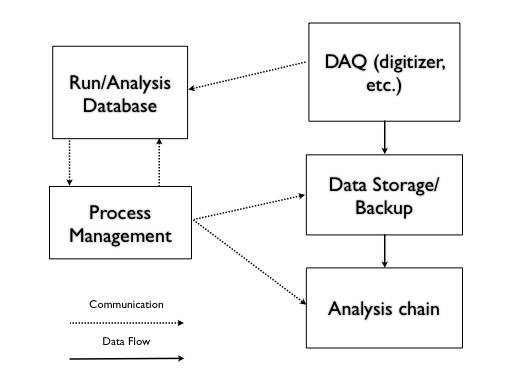 Run/Analysis
Database
DAQ (digitizer,
etc.)
Process
Management
Data Storage/
Backup
Analysis chain
Communication
Data Flow